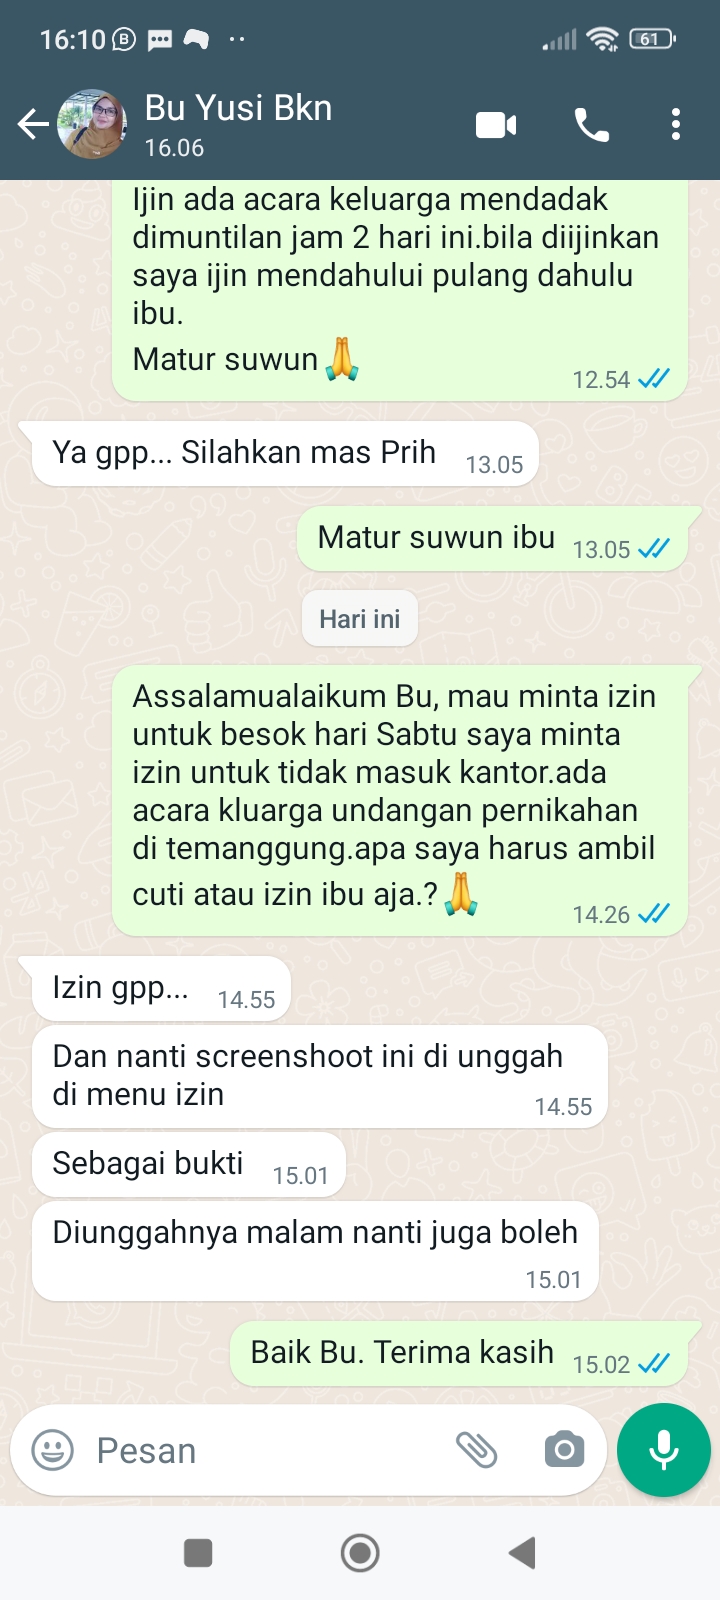 16:10
61
Bu Yusi Bkn
16.06
Ijin ada acara keluarga mendadak
dimuntilan jam 2 hari ini.bila diijinkan
saya ijin mendahului pulang dahulu
ibu.
Matur suwun🙏
12.54
Ya gpp... Silahkan mas Prih
13.05
Matur suwun ibu
13.05
Hari ini
Assalamualaikum Bu, mau minta izin
untuk besok hari Sabtu saya minta
izin untuk tidak masuk kantor.ada
acara kluarga undangan pernikahan
di temanggung.apa saya harus ambil
cuti atau izin ibu aja.?🙏
14.26
Izin gpp...
14.55
Dan nanti screenshoot ini di unggah
di menu izin
14.55
Sebagai bukti
15.01
Diunggahnya malam nanti juga boleh
15.01
Baik Bu. Terima kasih
15.02
Pesan